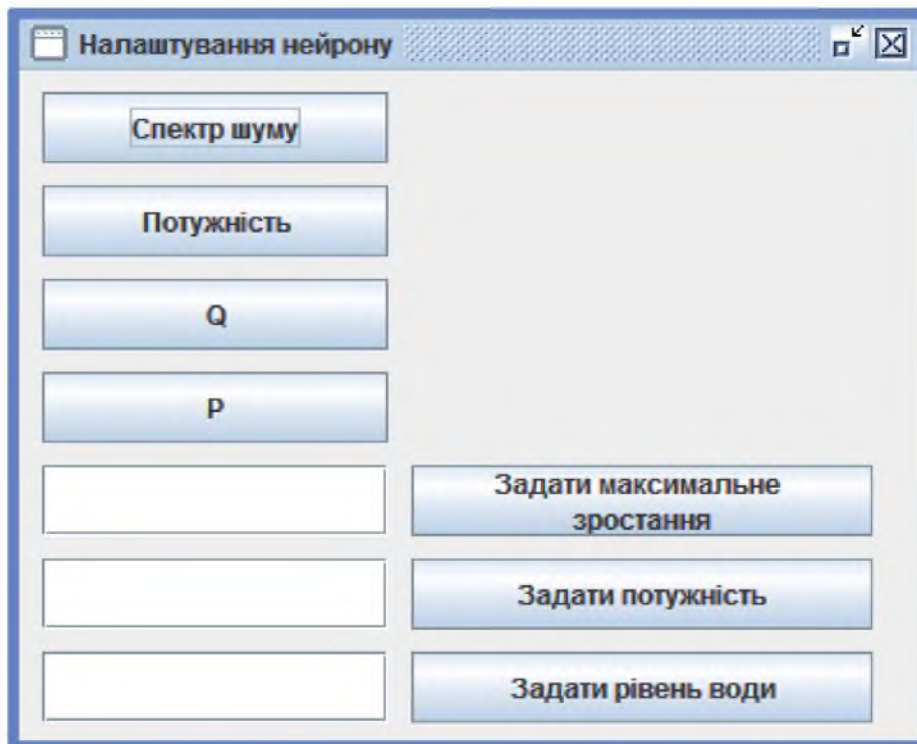 Налаштування нейрону
Спектр шуму
Потужність
Q
P
Задати максимальне
зростання
Задати потужність
Задати рівень води